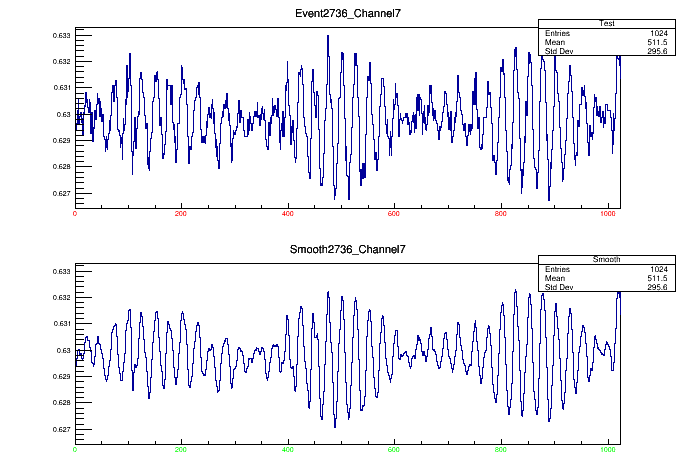 Event2736_Channel7
Test
Entries 1024
Mean 511.5
Std Dev 295.6
0.633
0.632
0.631
0.63
0.629
0.628
0.627
0 200 400 600 800 1000
Smooth2736_Channel7
Smooth
Entries 1024
Mean 511.5
Std Dev 295.6
0.633
0.632
0.631
0.63
0.629
0.628
0.627
0 200 400 600 800 1000